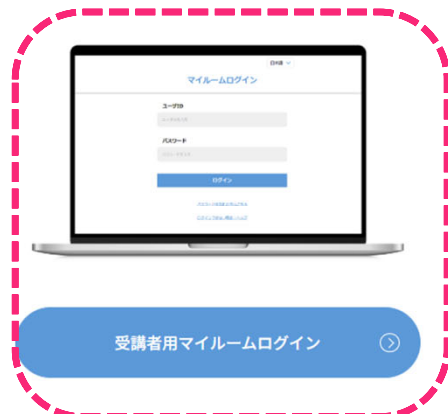 日本語
マイルームログイン
ユーザID
パスワード
ログイン
受講者用マイルームログイン